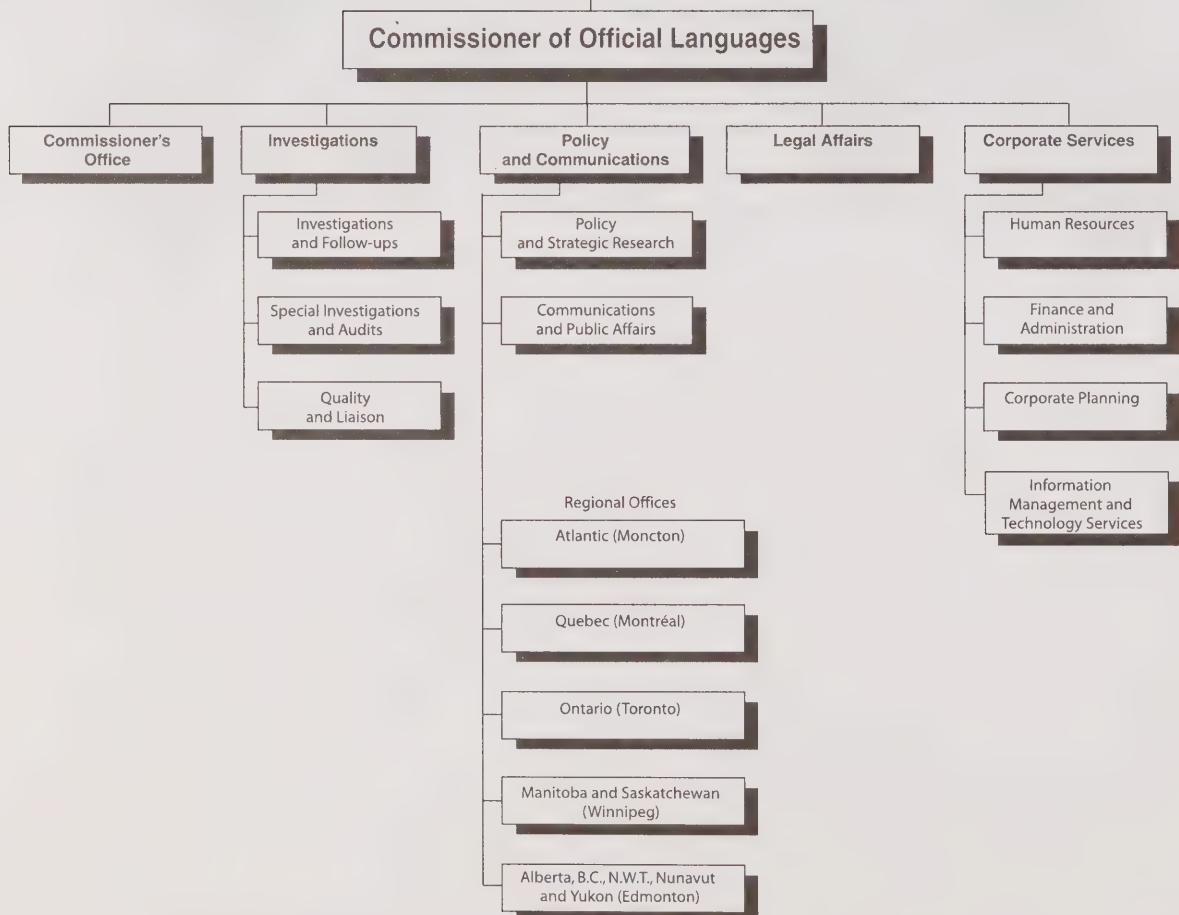 Commissioner of Official Languages
Commissioner's
Office
Investigations
Policy
and Communications
Legal Affairs
Corporate Services
Investigations
and Follow-ups
Special Investigations
and Audits
Quality
and Liaison
Policy
and Strategic Research
Communications
and Public Affairs
Regional Offices
Atlantic (Moncton)
Quebec (Montréal)
Ontario (Toronto)
Manitoba and Saskatchewan
(Winnipeg)
Alberta, B.C., N.W.T., Nunavut
and Yukon (Edmonton)
Human Resources
Finance and
Administration
Corporate Planning
Information
Management and
Technology Services